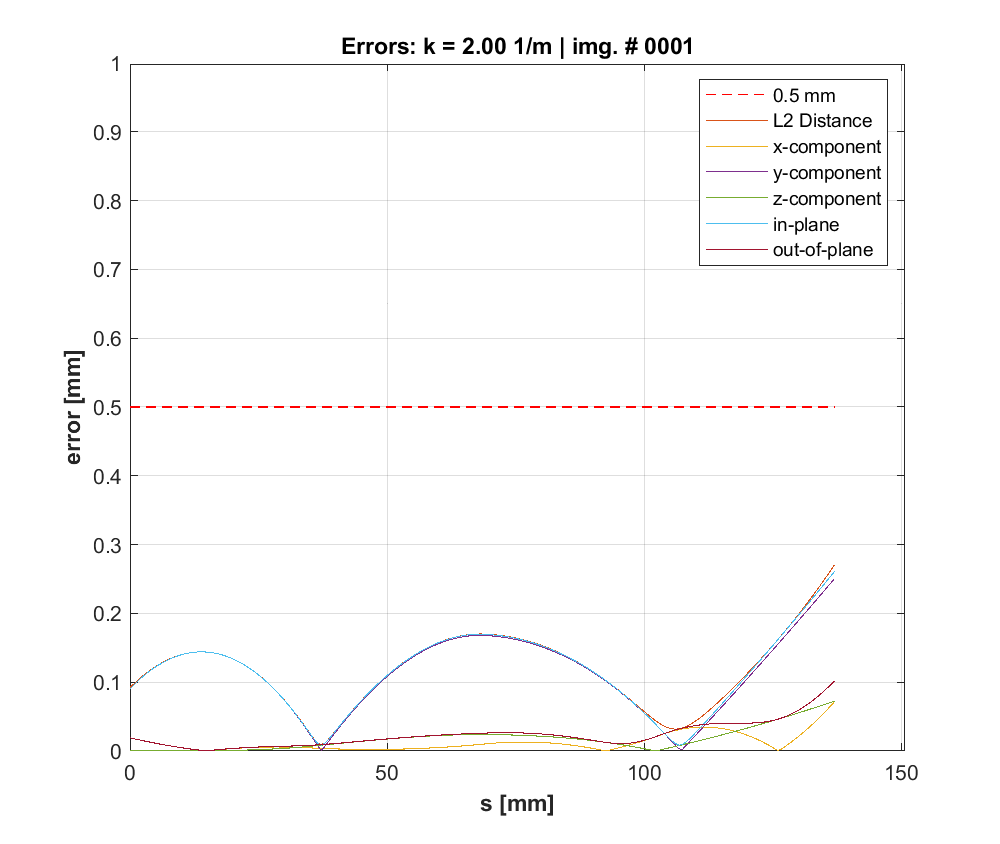 Errors: k = 2.00 1/m | img. # 0001
1
0.9
0.8
0.7
0.6
0.5
0.4
0.3
0.2
0.1
0
error [mm]
0.5 mm
L2 Distance
x-component
y-component
z-component
in-plane
out-of-plane
0 50 100 150
s [mm]